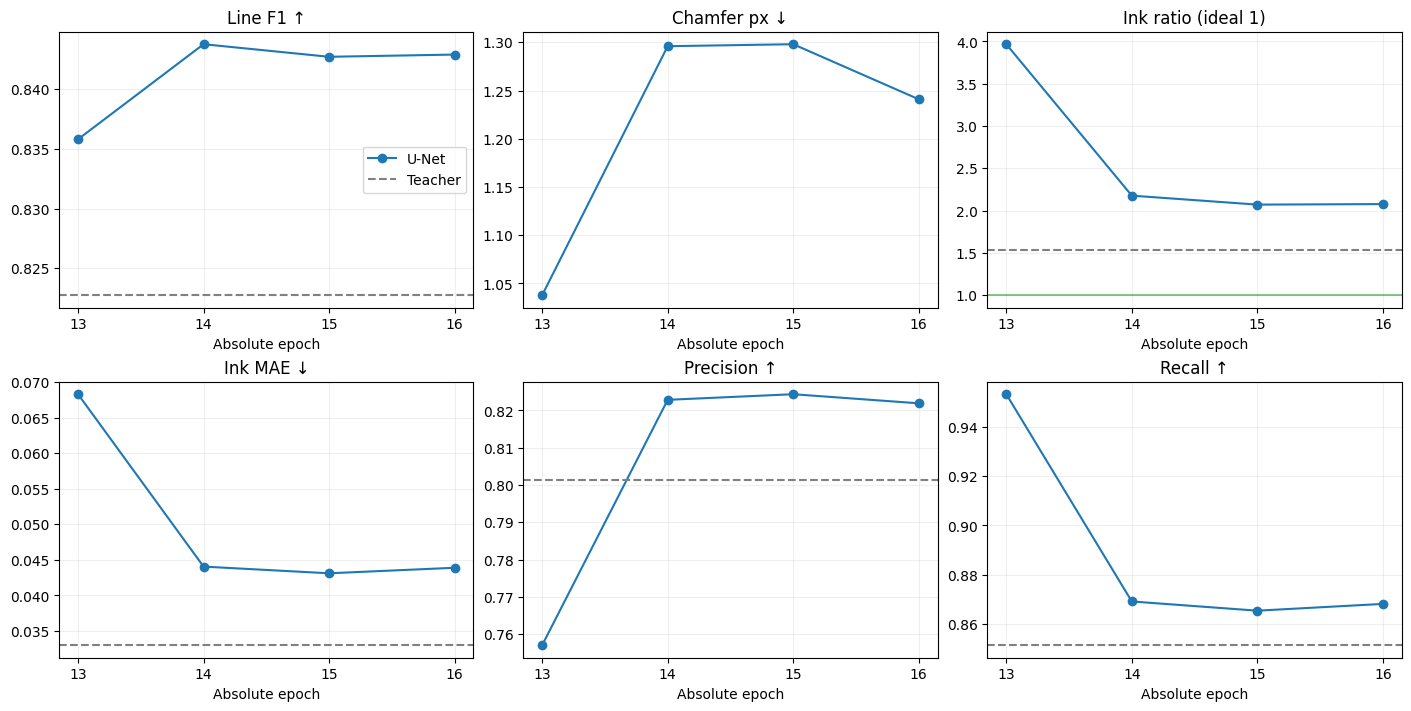 Line F1 ↑
0.840
0.835
0.830
0.825
U-Net
Teacher
13 14 15 16
Absolute epoch
Chamfer px ↓
1.30
1.25
1.20
1.15
1.10
1.05
13 14 15 16
Absolute epoch
Ink ratio (ideal 1)
4.0
3.5
3.0
2.5
2.0
1.5
1.0
13 14 15 16
Absolute epoch
Ink MAE ↓
0.070
0.065
0.060
0.055
0.050
0.045
0.040
0.035
13 14 15 16
Absolute epoch
Precision ↑
0.82
0.81
0.80
0.79
0.78
0.77
0.76
13 14 15 16
Absolute epoch
Recall ↑
0.94
0.92
0.90
0.88
0.86
13 14 15 16
Absolute epoch